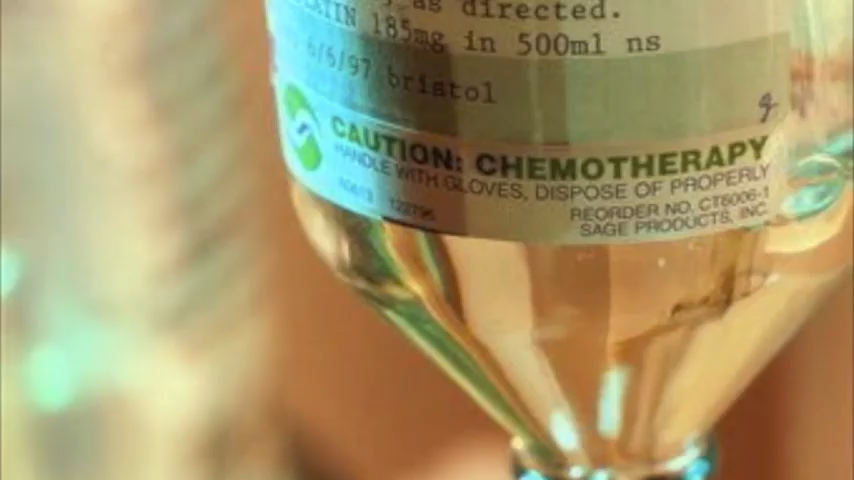 as directed.
185mg in 500ml ns
6/6/97 bristol
CAUTION: CHEMOTHERAPY
HANDLE WITH GLOVES, DISPOSE OF PROPERLY
REORDER NO. CT6006-1
SAGE PRODUCTS, INC.